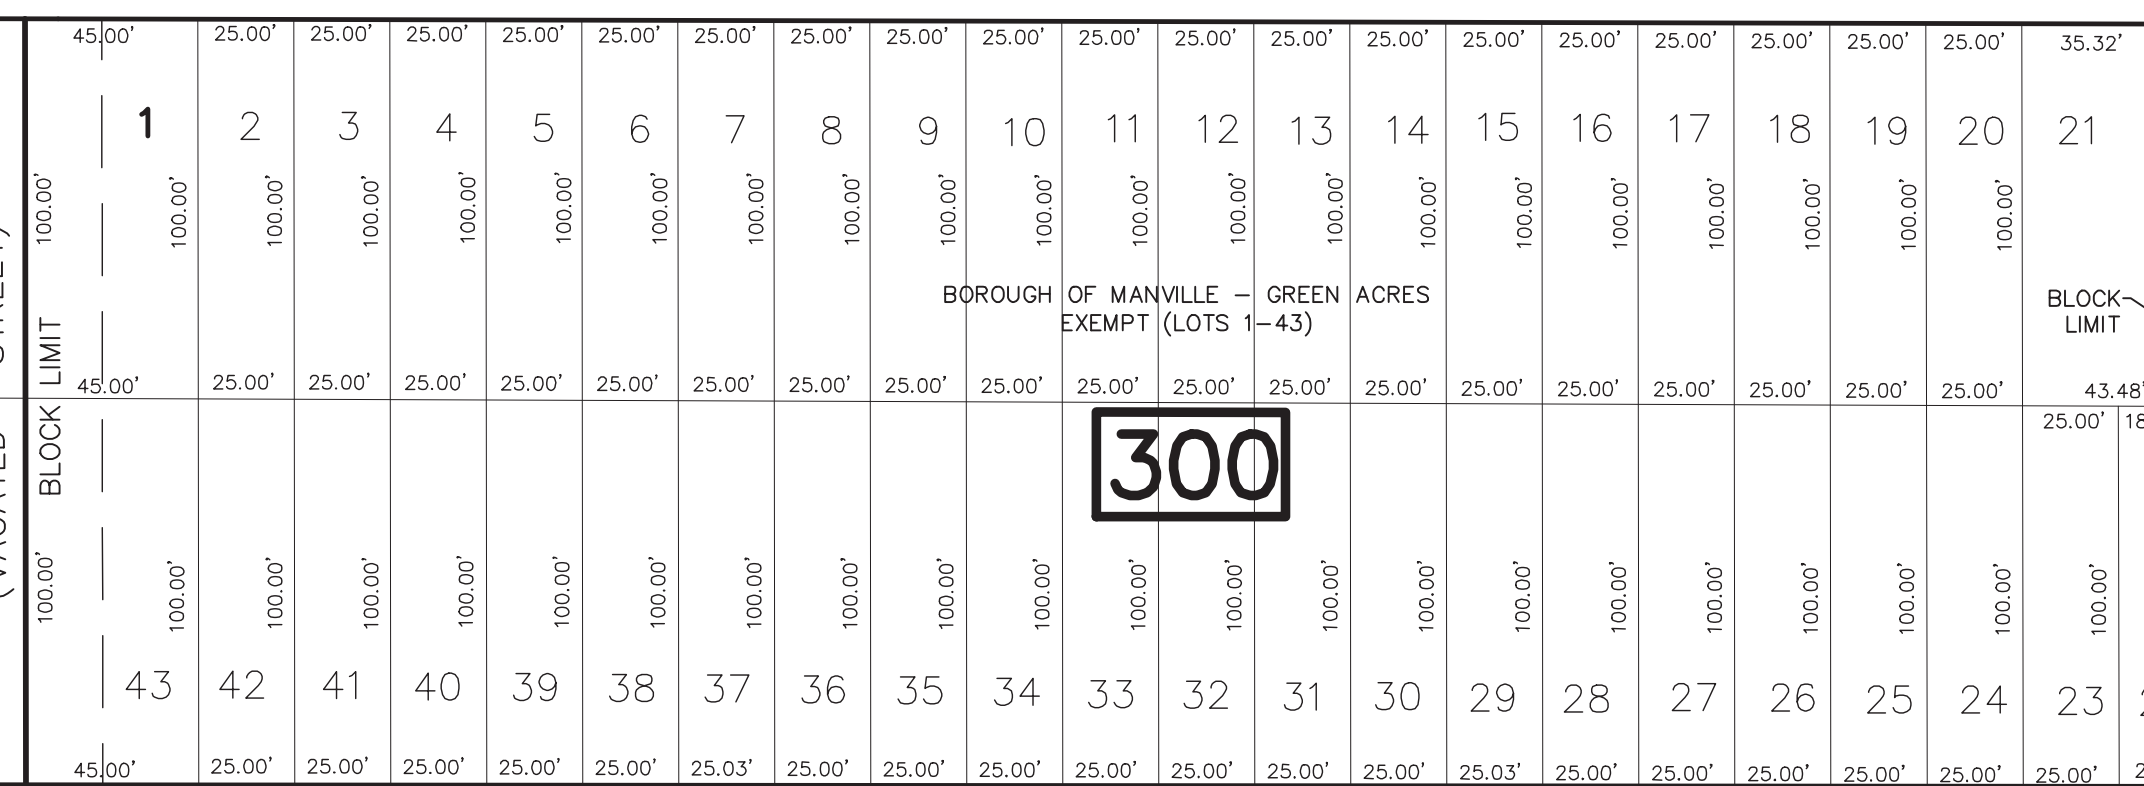 45.00' 25.00' 25.00' 25.00' 25.00' 25.00' 25.00' 25.00' 25.00' 25.00' 25.00' 25.00' 25.00' 25.00' 25.00' 25.00' 25.00' 25.00' 25.00' 25.00' 35.32'
1 2 3 4 5 6 7 8 9 10 11 12 13 14 15 16 17 18 19 20 21
100.00' 100.00' 100.00' 100.00' 100.00' 100.00' 100.00' 100.00' 100.00' 100.00' 100.00' 100.00' 100.00' 100.00' 100.00' 100.00' 100.00' 100.00' 100.00' 100.00' 100.00'
BOROUGH OF MANVILLE - GREEN ACRES
EXEMPT (LOTS 1-43)
BLOCK
LIMIT
BLOCK LIMIT
45.00' 25.00' 25.00' 25.00' 25.00' 25.00' 25.00' 25.00' 25.00' 25.00' 25.00' 25.00' 25.00' 25.00' 25.00' 25.00' 25.00' 25.00' 25.00' 25.00' 43.48'
25.00' 18
300
(VACATED
100.00' 100.00' 100.00' 100.00' 100.00' 100.00' 100.00' 100.00' 100.00' 100.00' 100.00' 100.00' 100.00' 100.00' 100.00' 100.00' 100.00' 100.00' 100.00' 100.00' 100.00' 100.00'
43 42 41 40 39 38 37 36 35 34 33 32 31 30 29 28 27 26 25 24 23
45.00' 25.00' 25.00' 25.00' 25.00' 25.00' 25.03' 25.00' 25.00' 25.00' 25.00' 25.00' 25.00' 25.00' 25.03' 25.00' 25.00' 25.00' 25.00' 25.00' 25.00'